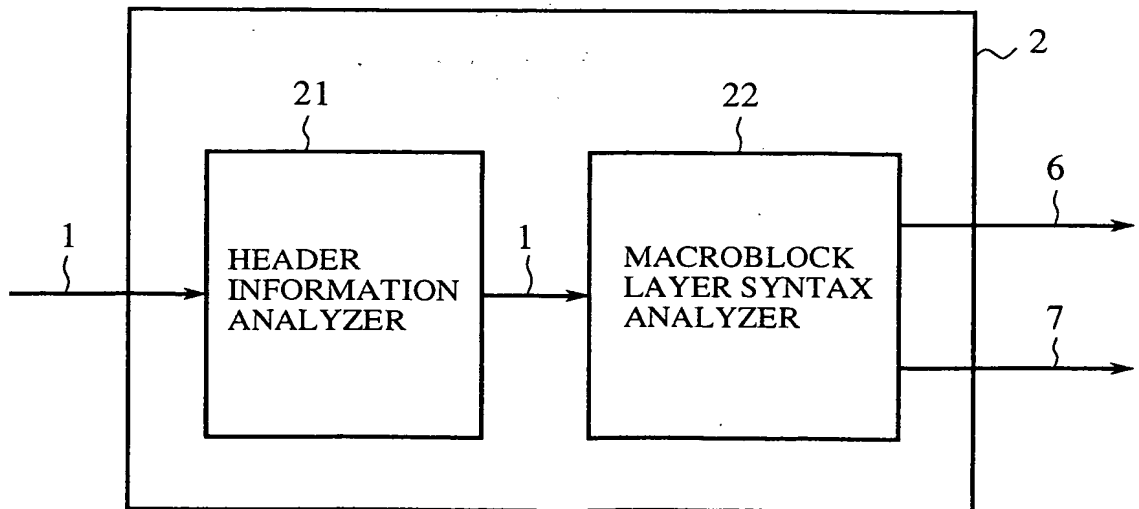 2
21
22
6
1
1
HEADER
INFORMATION
ANALYZER
MACROBLOCK
LAYER SYNTAX
ANALYZER
7